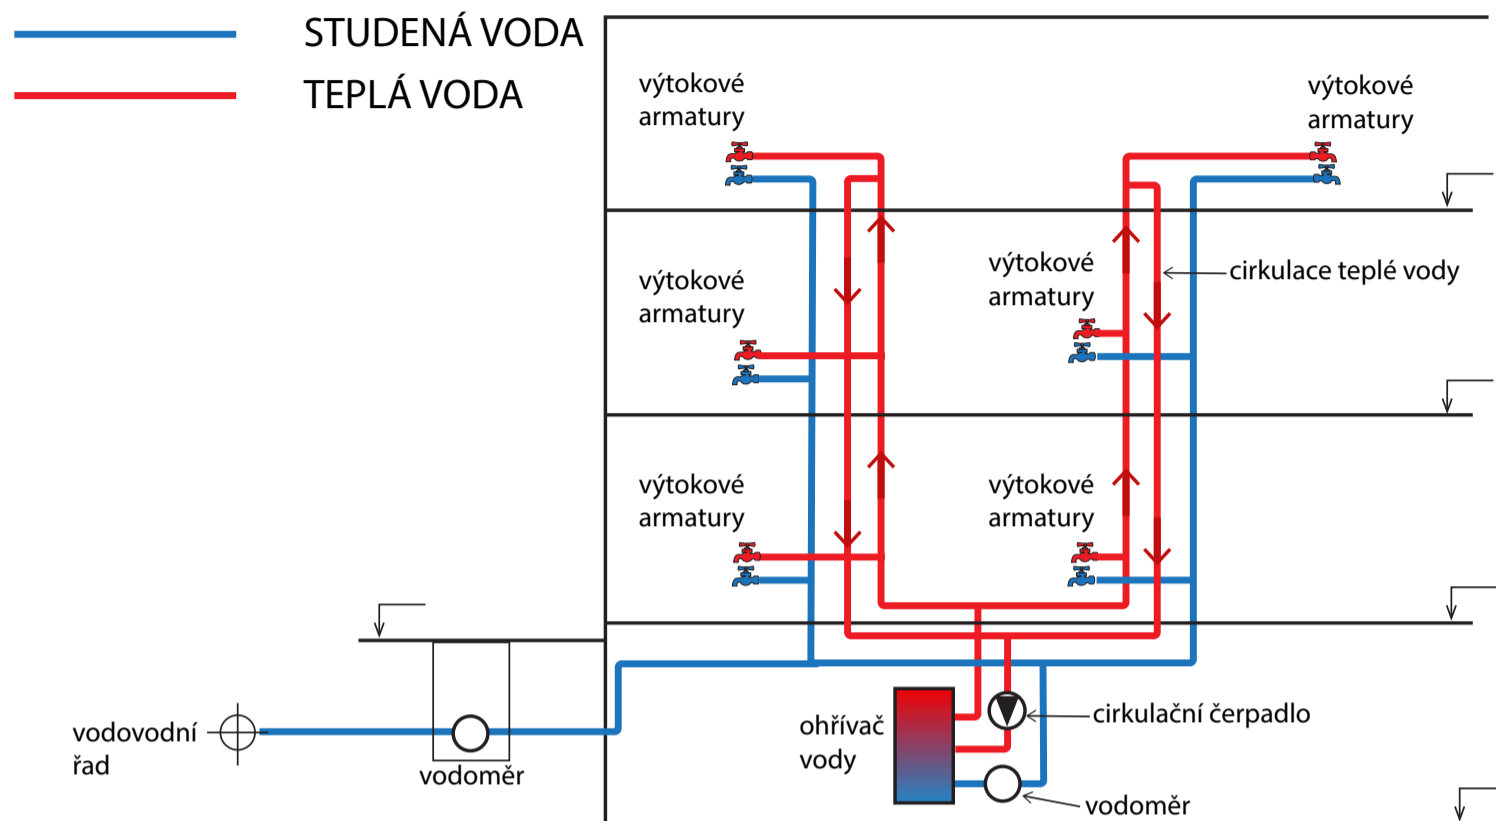 STUDENÁ VODA
TEPLÁ VODA
výtokové
armatury
výtokové
armatury
výtokové
armatury
výtokové
armatury
cirkulace teplé vody
výtokové
armatury
výtokové
armatury
vodovodní
řad
vodoměr
ohřívač
vody
cirkulační čerpadlo
vodoměr